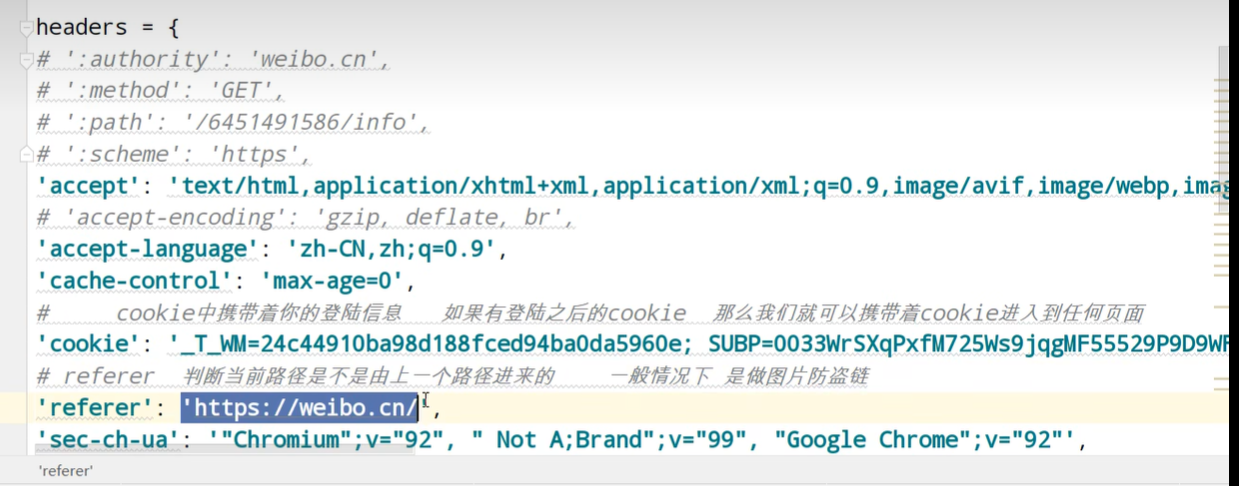 headers = {
# ':authority': 'weibo.cn',
# ':method': 'GET',
# ':path': '/6451491586/info',
# ':scheme': 'https',
'accept': 'text/html,application/xhtml+xml,application/xml;q=0.9,image/avif,image/webp,imag
# 'accept-encoding': 'gzip, deflate, br',
'accept-language': 'zh-CN,zh;q=0.9',
'cache-control': 'max-age=0',
# cookie中携带着你的登陆信息 如果有登陆之后的cookie 那么我们就可以携带着cookie进入到任何页面
'cookie': '_T_WM=24c44910ba98d188fced94ba0da5960e; SUBP=0033WrSXqPxfM725Ws9jqgMF55529P9D9WF
# referer 判断当前路径是不是由上一个路径进来的 一般情况下 是做图片防盗链
'referer': 'https://weibo.cn/',
'sec-ch-ua': '"Chromium";v="92", " Not A;Brand";v="99", "Google Chrome";v="92"',
'referer'